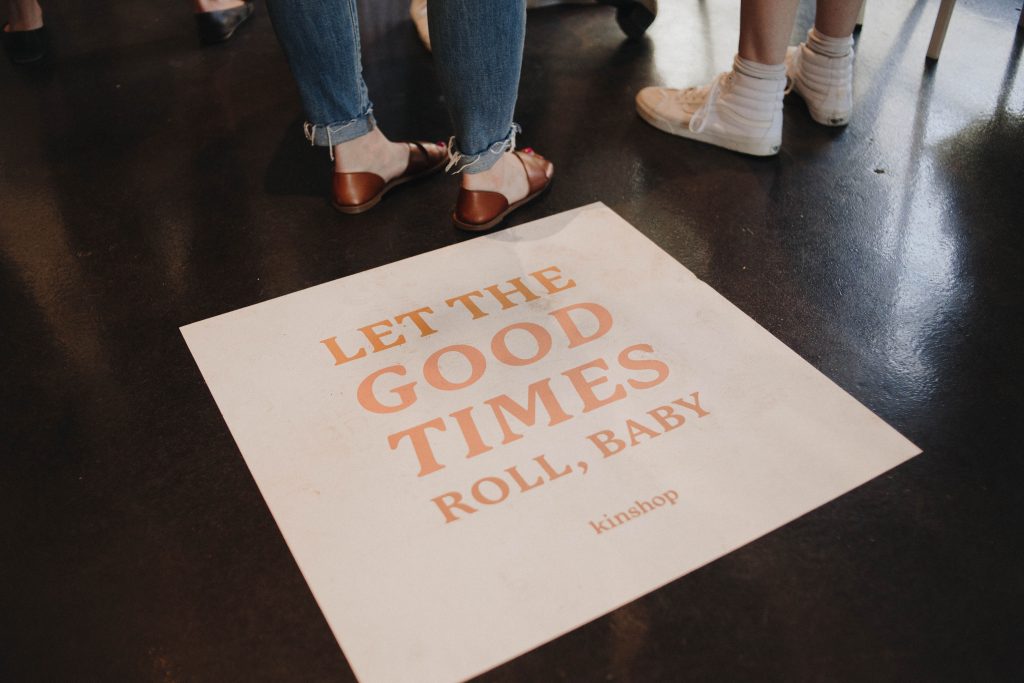 LET THE
GOOD
TIMES
ROLL, BABY
kinshop